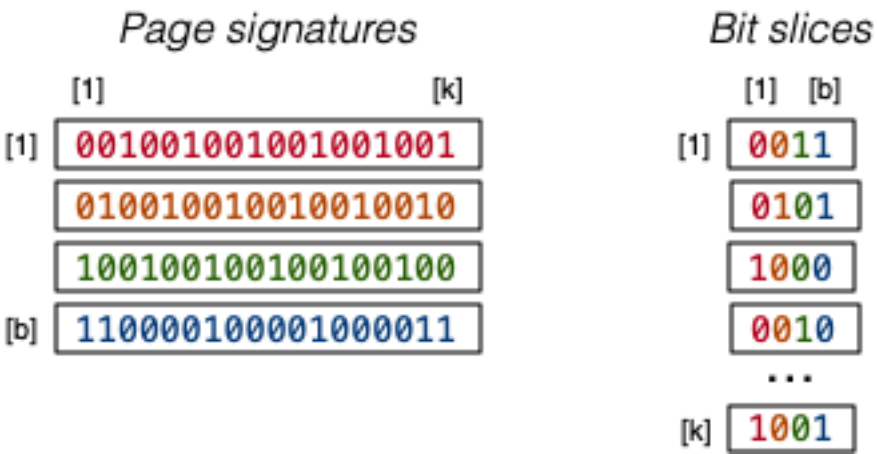 Page signatures
[1] [k]
[1] 001001001001001001
010010010010010010
100100100100100100
[b] 110000100001000011
Bit slices
[1] [b]
[1] 0011
0101
1000
0010
...
[k] 1001